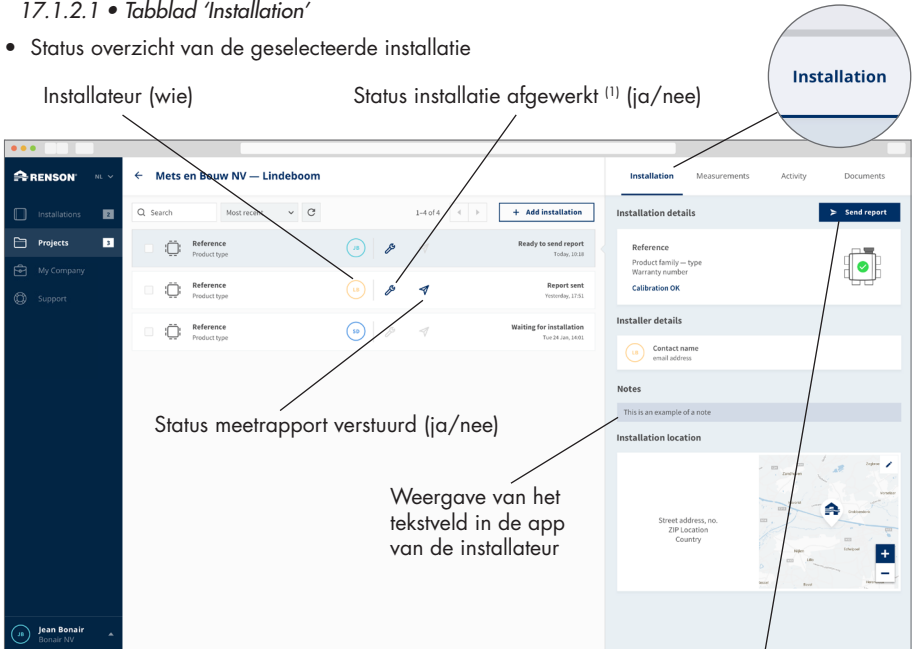 17.1.2.1 • Tabblad ‘Installation’
• Status overzicht van de geselecteerde installatie
Installateur (wie)
Status installatie afgewerkt (1) (ja/nee)
Installation
RENSON
NL
← Mets en Bouw NV — Lindeboom
Installation
Measurements
Activity
Documents
Installations
2
Projects
3
My Company
Support
Search
Most recent
1–4 of 4
+ Add installation
Reference
Product type
JB
Ready to send report
Today, 10:18
Reference
Product type
Report sent
Yesterday, 17:51
Reference
Product type
SD
Waiting for installation
Tue 24 Jan, 14:01
Status meetrapport verstuurd (ja/nee)
Weergave van het
tekstveld in de app
van de installateur
Installation details
Send report
Reference
Product family — type
Warranty number
Calibration OK
Installer details
Contact name
email address
Notes
This is an example of a note
Installation location
Street address, no.
ZIP Location
Country
+
−
JB
Jean Bonair
Bonair NV